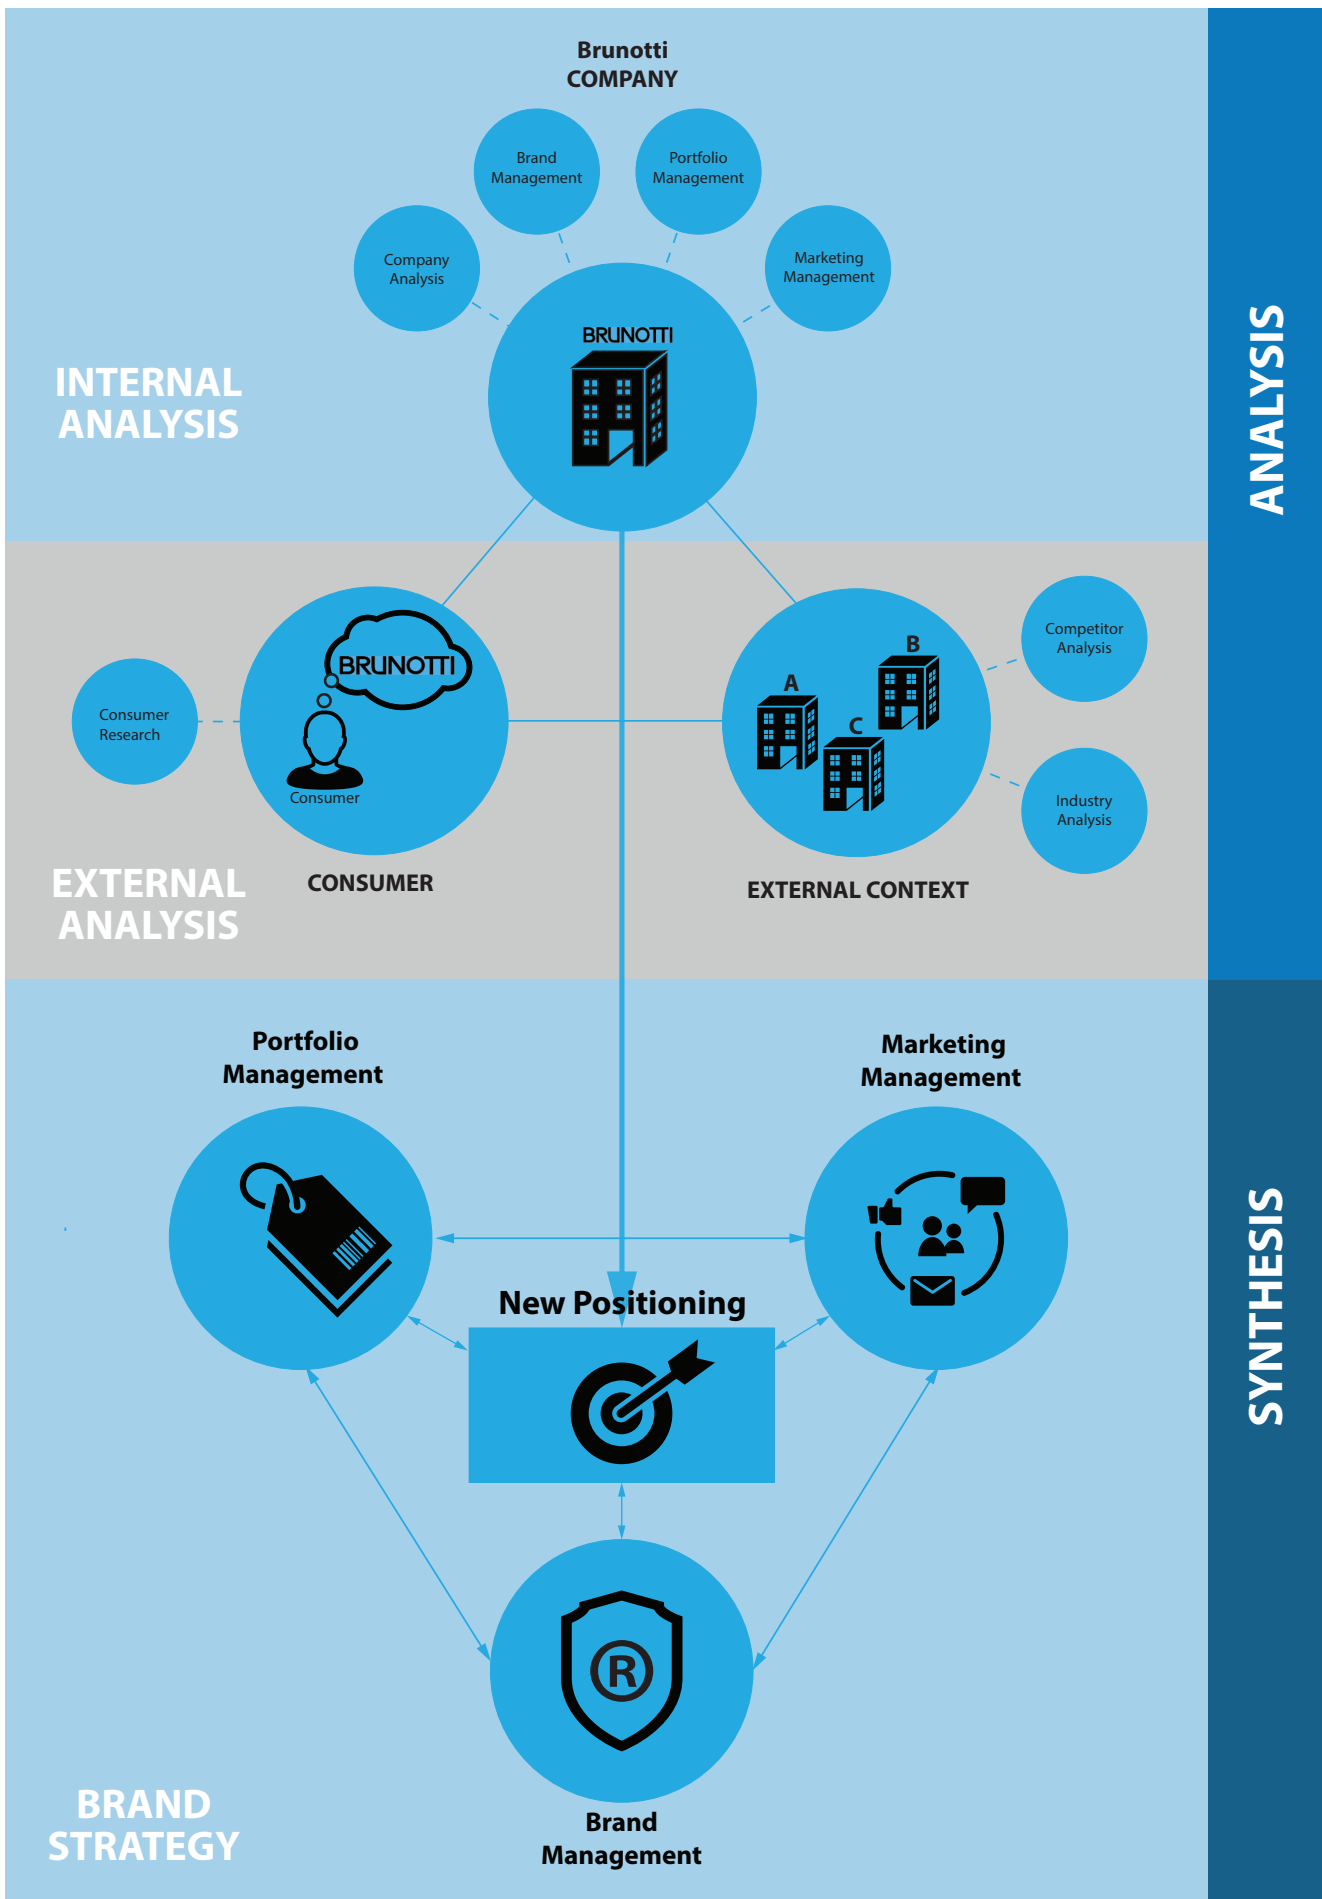 Brunotti
COMPANY
Brand
Management
Portfolio
Management
Company
Analysis
Marketing
Management
BRUNOTTI
INTERNAL
ANALYSIS
ANALYSIS
BRUNOTTI
Consumer
Consumer
Research
A
B
C
Competitor
Analysis
Industry
Analysis
CONSUMER
EXTERNAL CONTEXT
EXTERNAL
ANALYSIS
Portfolio
Management
Marketing
Management
New Positioning
SYNTHESIS
R
Brand
Management
BRAND
STRATEGY